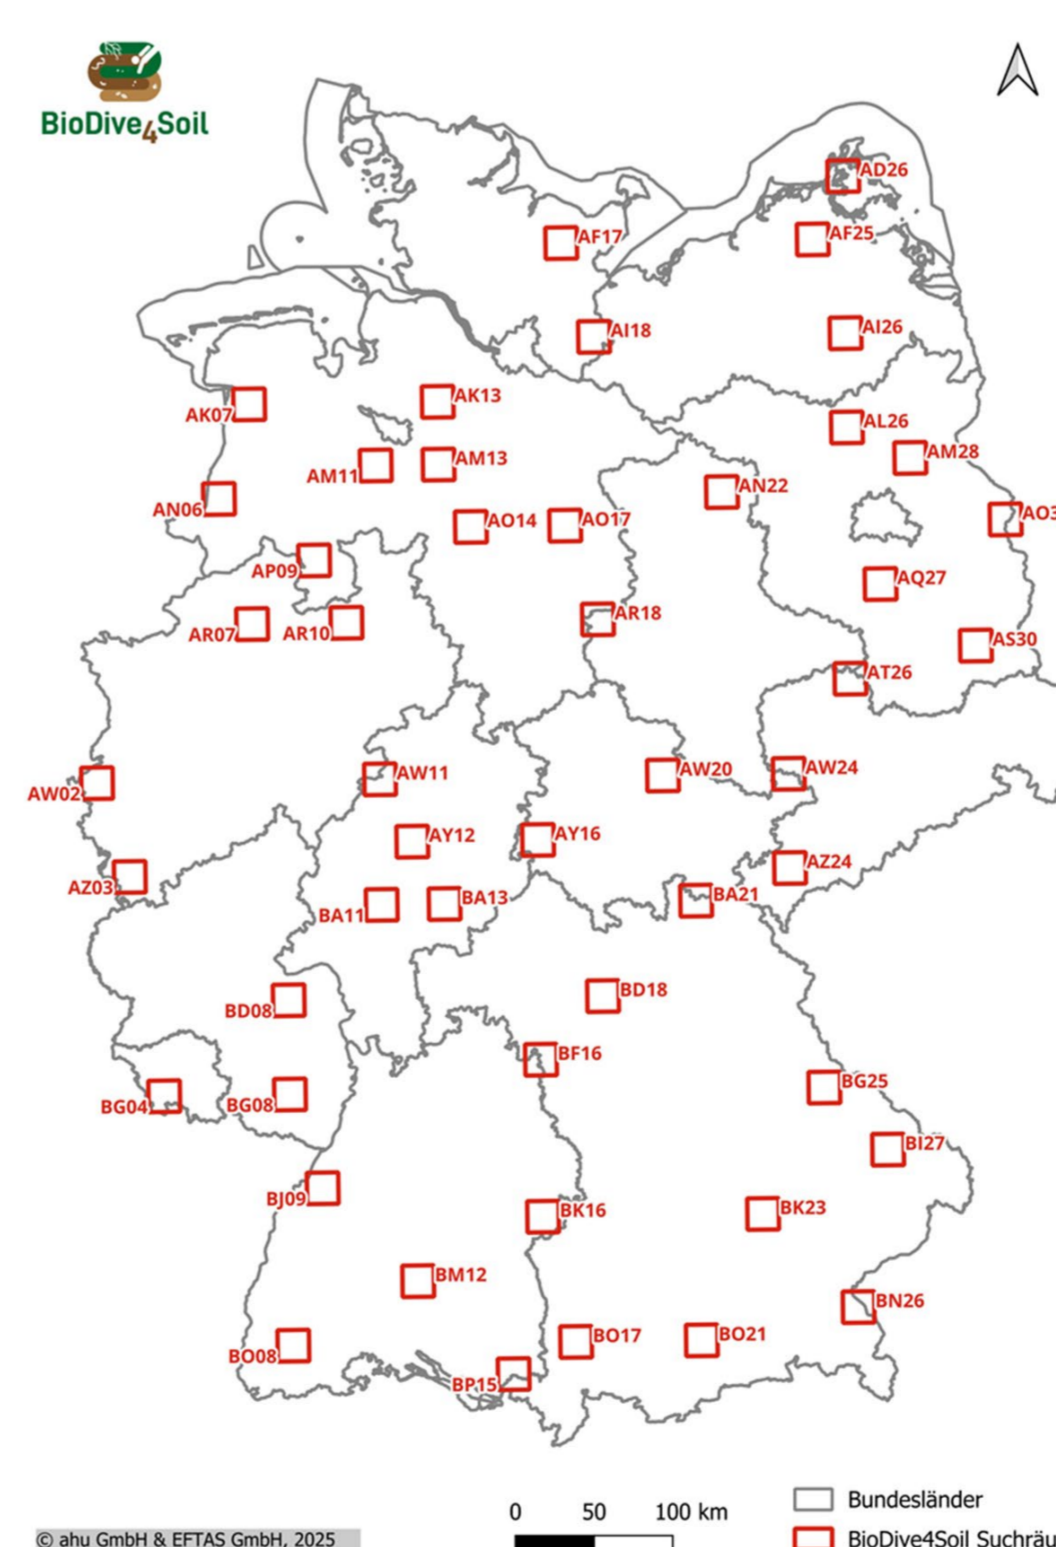 BioDive4Soil
AD26
AF17
AF25
AI18
AI26
AK07
AK13
AL26
AM11
AM13
AM28
AN06
AN22
AO14
AO17
AO3
AP09
AQ27
AR07
AR10
AR18
AS30
AT26
AW02
AW11
AW20
AW24
AY12
AY16
AZ03
AZ24
BA11
BA13
BA21
BD08
BD18
BF16
BG04
BG08
BG25
BI27
BJ09
BK16
BK23
BM12
BN26
BO08
BO17
BO21
BP15
0 50 100 km
Bundesländer
BioDive4Soil Suchräu
© ahu GmbH & EFTAS GmbH, 2025